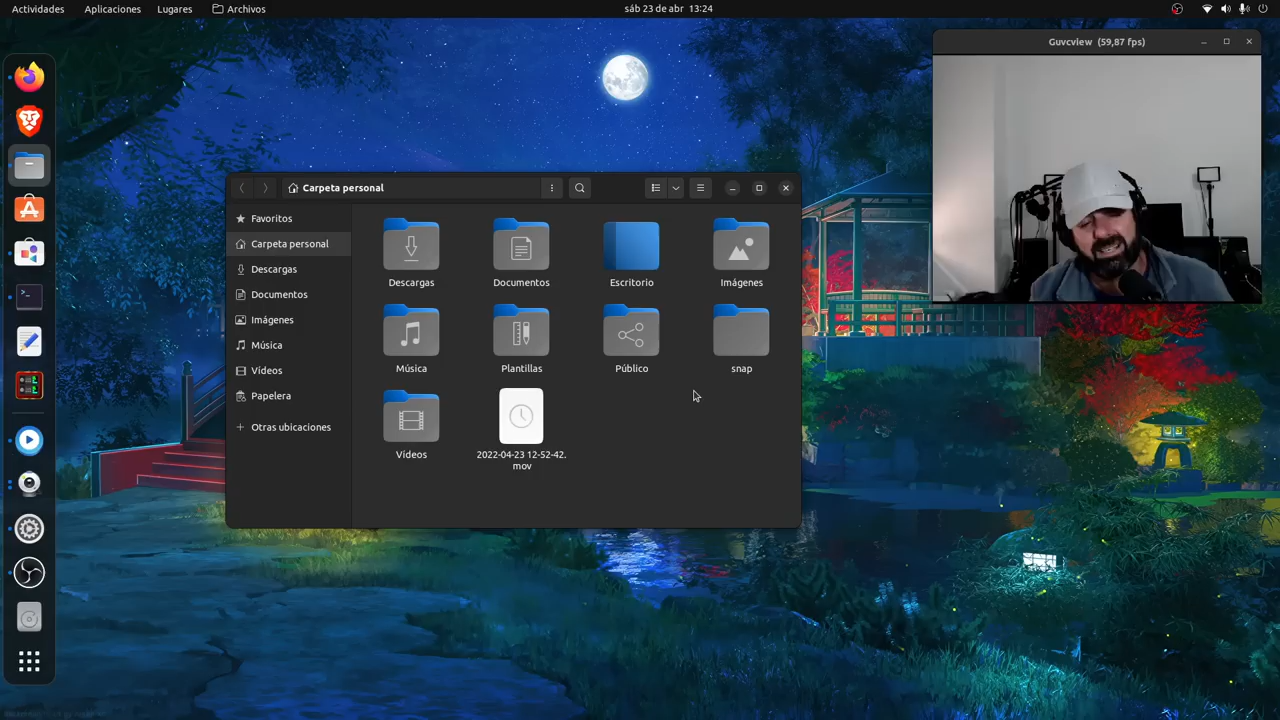 Actividades
Aplicaciones
Lugares
Archivos
sáb 23 de abr 13:24
Guvcview (59,87 fps)
Carpeta personal
Favoritos
Carpeta personal
Descargas
Documentos
Imágenes
Música
Vídeos
Papelera
Otras ubicaciones
Descargas
Documentos
Escritorio
Imágenes
Música
Plantillas
Público
snap
Vídeos
2022-04-23 12-52-42.
mov